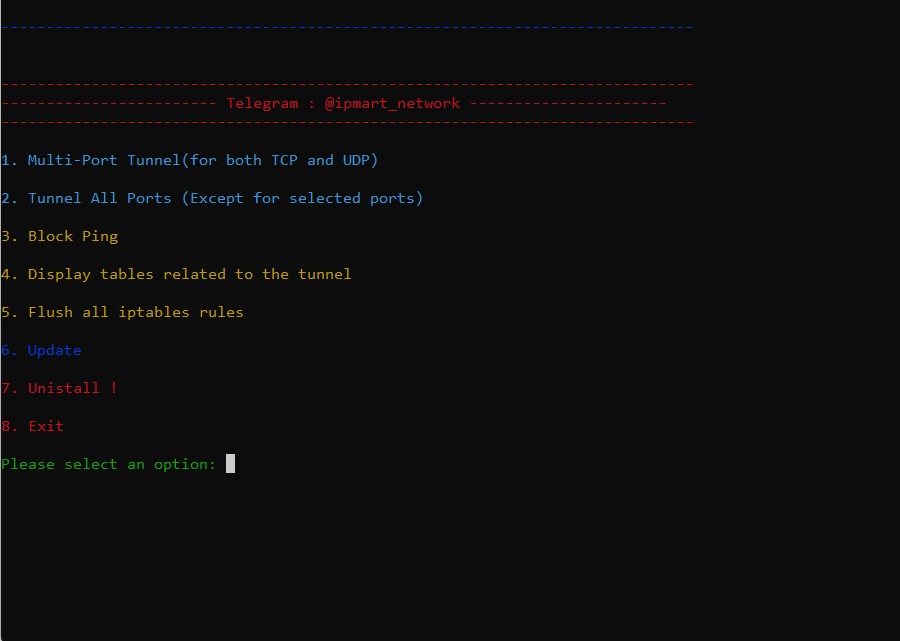 -----------------------------------------------------------------------------
-----------------------------------------------------------------------------
------------------------ Telegram : @ipmart_network ----------------------
-----------------------------------------------------------------------------
1. Multi-Port Tunnel(for both TCP and UDP)
2. Tunnel All Ports (Except for selected ports)
3. Block Ping
4. Display tables related to the tunnel
5. Flush all iptables rules
6. Update
7. Unistall !
8. Exit
Please select an option: